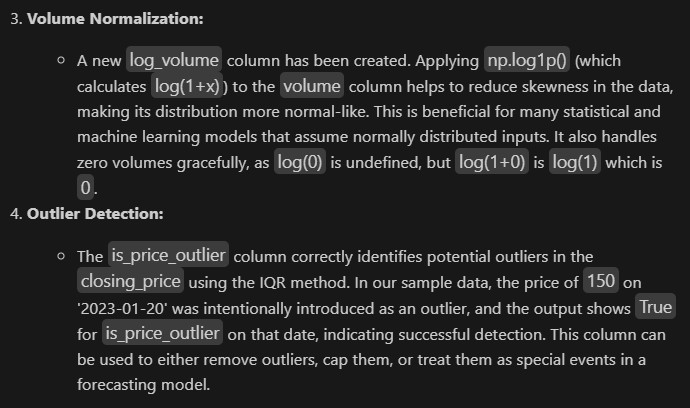 3. Volume Normalization:
○ A new log_volume column has been created. Applying np.log1p() (which
calculates log(1+x)) to the volume column helps to reduce skewness in the data,
making its distribution more normal-like. This is beneficial for many statistical and
machine learning models that assume normally distributed inputs. It also handles
zero volumes gracefully, as log(0) is undefined, but log(1+0) is log(1) which is
0.
4. Outlier Detection:
○ The is_price_outlier column correctly identifies potential outliers in the
closing_price using the IQR method. In our sample data, the price of 150 on
'2023-01-20' was intentionally introduced as an outlier, and the output shows True
for is_price_outlier on that date, indicating successful detection. This column can
be used to either remove outliers, cap them, or treat them as special events in a
forecasting model.